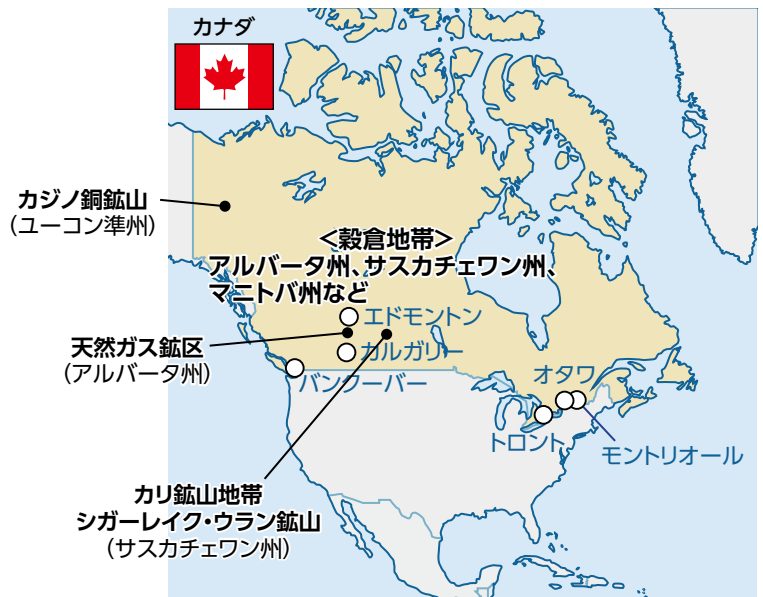 カナダ
カジノ銅鉱山
（ユーコン準州）
<穀倉地帯>
アルバータ州、サスカチェワン州、
マニトバ州など
エドモントン
天然ガス鉱区
（アルバータ州）
カルガリー
バンクーバー
オタワ
トロント
モントリオール
カリ鉱山地帯
シガーレイク・ウラン鉱山
（サスカチェワン州）